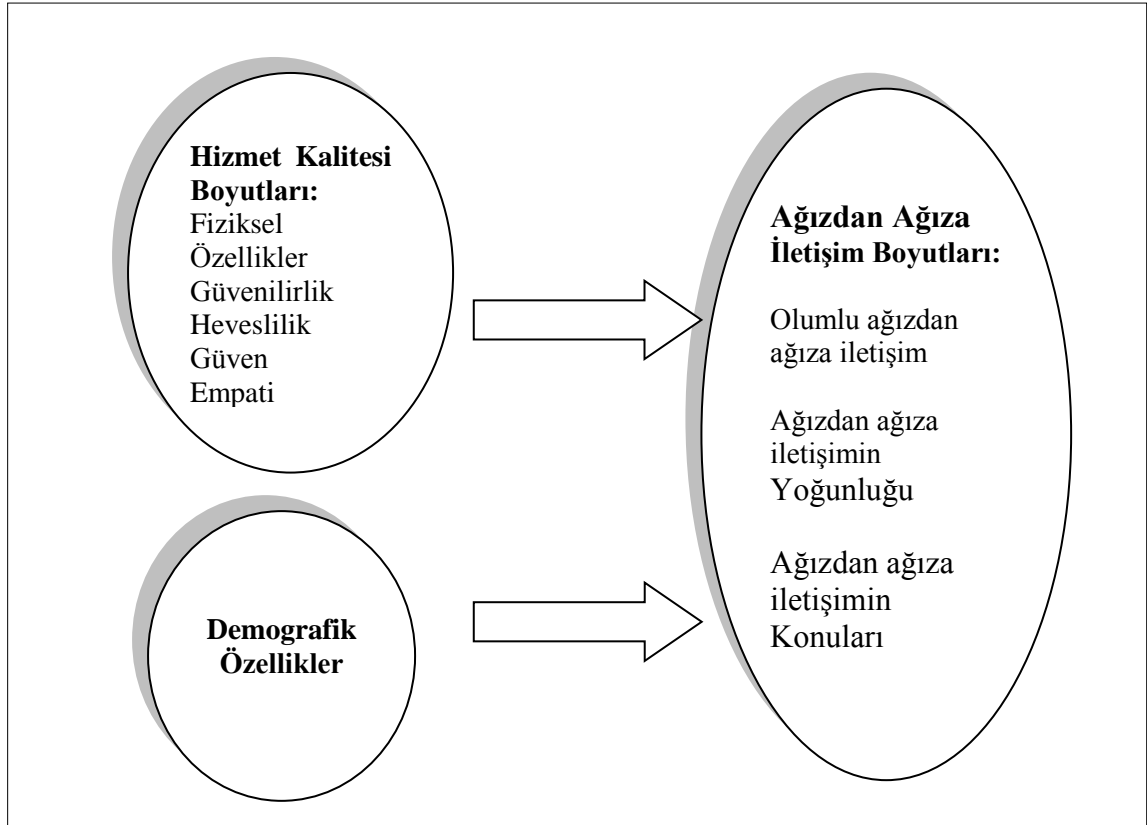 Hizmet Kalitesi
Boyutları:
Fiziksel
Özellikler
Güvenilirlik
Heveslilik
Güven
Empati
Demografik
Özellikler
Ağızdan Ağıza
İletişim Boyutları:
Olumlu ağızdan
ağıza iletişim
Ağızdan ağıza
iletişimin
Yoğunluğu
Ağızdan ağıza
iletişimin
Konuları